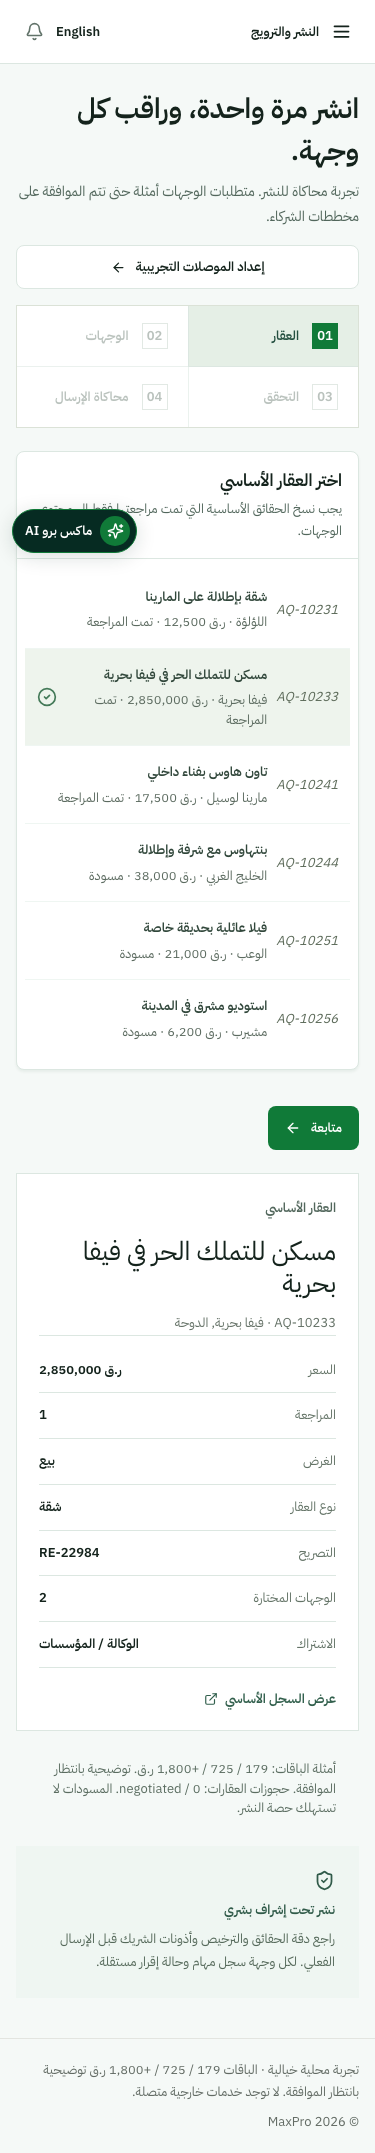 النشر والترويج
English
انشر مرة واحدة، وراقب كل
وجهة.
تجربة محاكاة للنشر. متطلبات الوجهات أمثلة حتى تتم الموافقة على
مخططات الشركاء.
إعداد الموصلات التجريبية
01 العقار
02 الوجهات
03 التحقق
04 محاكاة الإرسال
اختر العقار الأساسي
يجب نسخ الحقائق الأساسية التي تمت مراجعتها فقط إلى
الوجهات.
ماكس برو AI
AQ-10231
شقة بإطلالة على المارينا
اللؤلؤة · ر.ق 12,500 · تمت المراجعة
AQ-10233
مسكن للتملك الحر في فيفا بحرية
فيفا بحرية · ر.ق 2,850,000 · تمت
المراجعة
AQ-10241
تاون هاوس بفناء داخلي
مارينا لوسيل · ر.ق 17,500 · تمت المراجعة
AQ-10244
بنتهاوس مع شرفة وإطلالة
الخليج الغربي · ر.ق 38,000 · مسودة
AQ-10251
فيلا عائلية بحديقة خاصة
الوعب · ر.ق 21,000 · مسودة
AQ-10256
استوديو مشرق في المدينة
مشيرب · ر.ق 6,200 · مسودة
متابعة
العقار الأساسي
مسكن للتملك الحر في فيفا
بحرية
AQ-10233 · فيفا بحرية, الدوحة
السعر ر.ق 2,850,000
المراجعة 1
الغرض بيع
نوع العقار شقة
التصريح RE-22984
الوجهات المختارة 2
الاشتراك الوكالة / المؤسسات
عرض السجل الأساسي
أمثلة الباقات: 179 / 725 / +1,800 ر.ق. توضيحية بانتظار
الموافقة. حجوزات العقارات: 0 / negotiated. المسودات لا
تستهلك حصة النشر.
نشر تحت إشراف بشري
راجع دقة الحقائق والترخيص وأذونات الشريك قبل الإرسال
الفعلي. لكل وجهة سجل مهام وحالة إقرار مستقلة.
تجربة محلية خيالية · الباقات 179 / 725 / +1,800 ر.ق توضيحية
بانتظار الموافقة. لا توجد خدمات خارجية متصلة.
© 2026 MaxPro